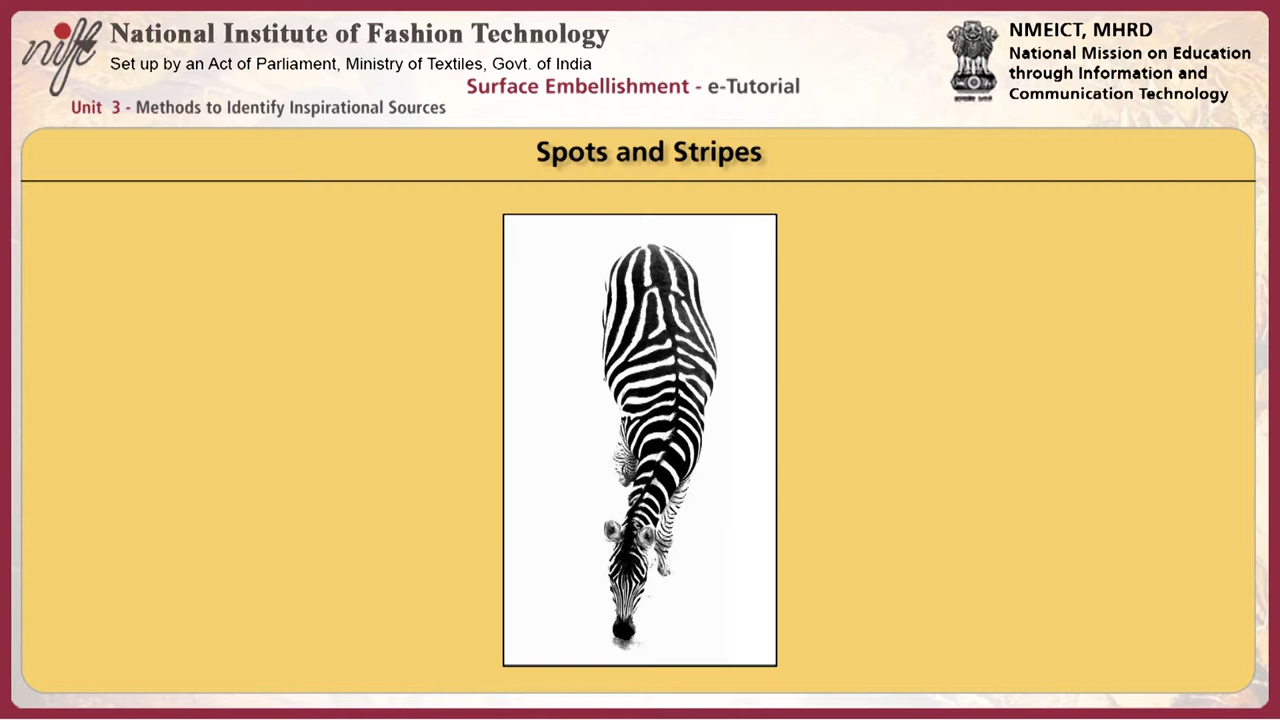 nift
National Institute of Fashion Technology
Set up by an Act of Parliament, Ministry of Textiles, Govt. of India
Surface Embellishment - e-Tutorial
Unit 3 - Methods to Identify Inspirational Sources
NMEICT, MHRD
National Mission on Education
through Information and
Communication Technology
Spots and Stripes